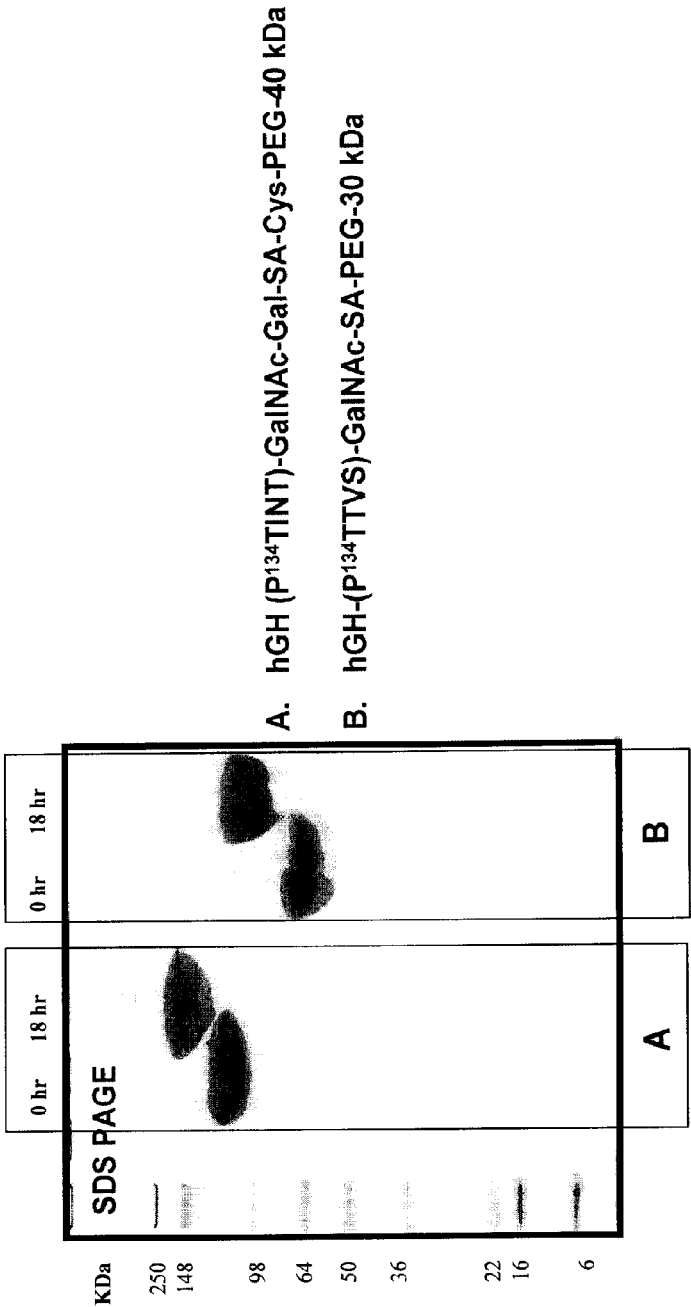 KDa
250
148
98
64
50
36
22
16
6
SDS PAGE
0 hr 18 hr
0 hr 18 hr
A
B
A. hGH (P¹³⁴TINT)-GalNAc-Gal-SA-Cys-PEG-40 kDa
B. hGH-(P¹³⁴TTVS)-GalNAc-SA-PEG-30 kDa